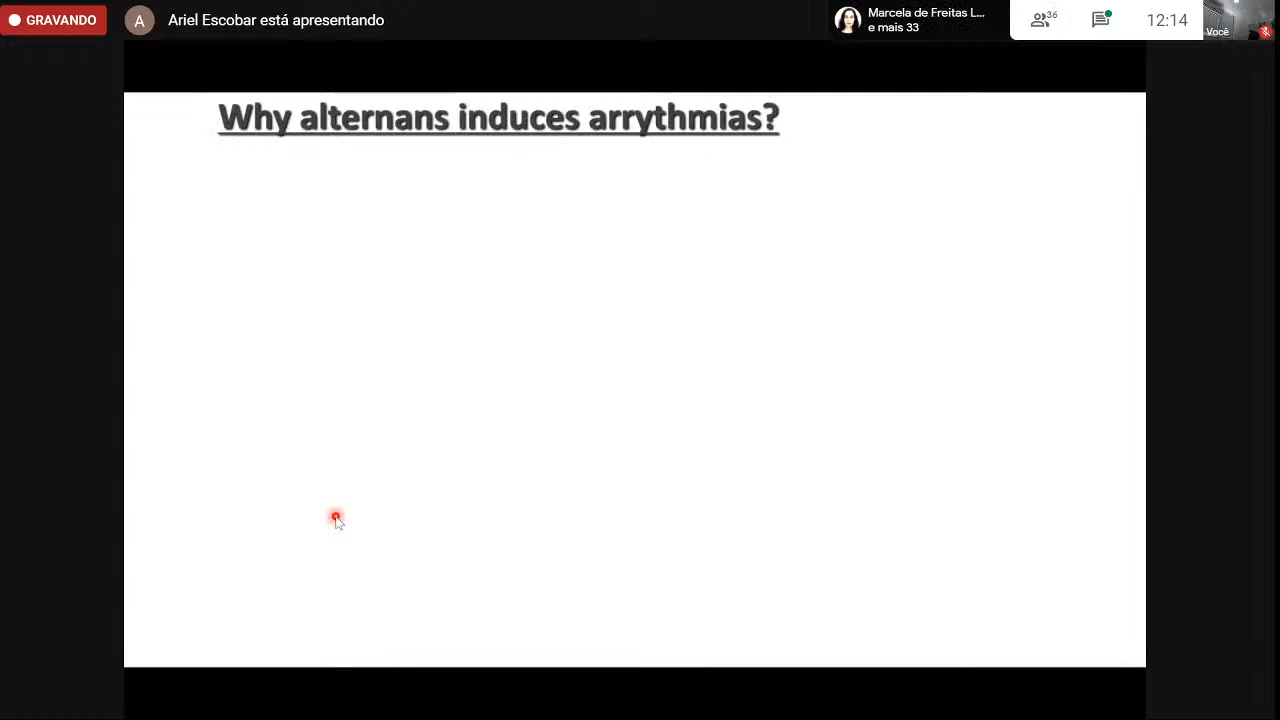 GRAVANDO
A
Ariel Escobar está apresentando
Marcela de Freitas L...
e mais 33
36
12:14
Você
Why alternans induces arrythmias?